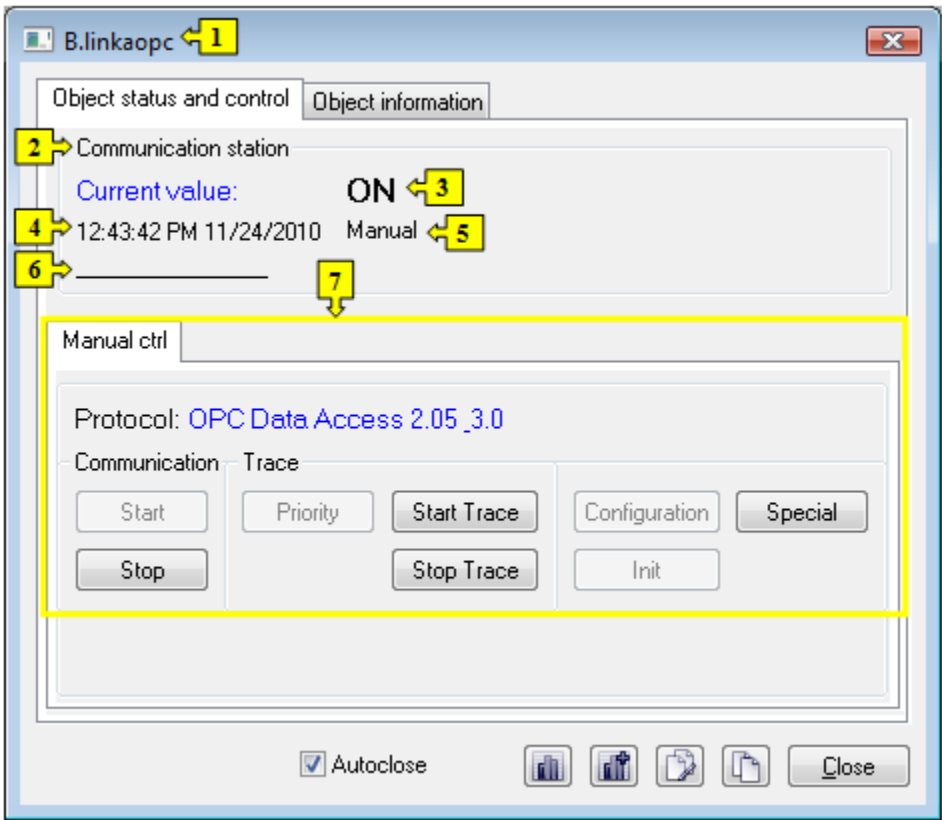 B.linkaopc 1
Object status and control Object information
2 Communication station
Current value: ON 3
4 12:43:42 PM 11/24/2010 Manual 5
6 7
Manual ctrl
Protocol: OPC Data Access 2.05_3.0
Communication Trace
Start Priority Start Trace Configuration Special
Stop Stop Trace Init
Autoclose Close